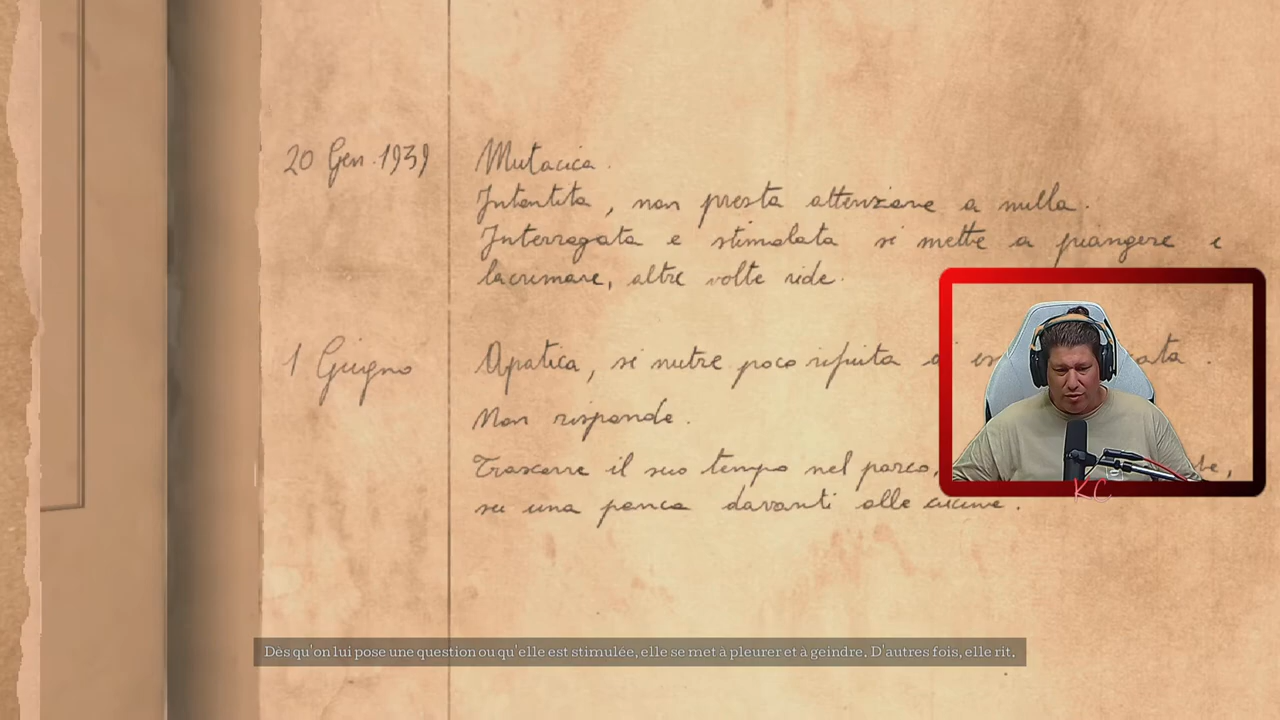 20 Gen. 1939
Mutacica.
Intontita, non presta attenzione a nulla.
Interrogata e stimolata si mette a piangere e
lacrimare, altre volte ride.
1 Giugno
Apatica, si nutre poco rifiuta
Non risponde.
Trascorre il suo tempo nel parco,
su una panca davanti alle cucine.
KC
Dès qu'on lui pose une question ou qu'elle est stimulée, elle se met à pleurer et à geindre. D'autres fois, elle rit.